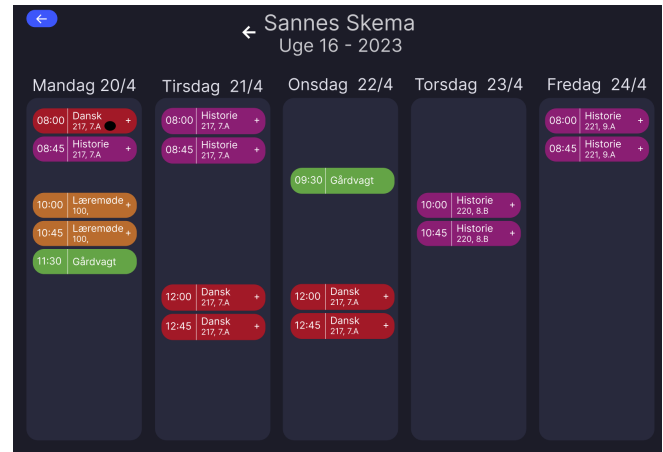 ← Sannes Skema
Uge 16 - 2023
Mandag 20/4
08:00 Dansk +
217, 7.A
08:45 Historie +
217, 7.A
10:00 Læremøde +
100,
10:45 Læremøde +
100,
11:30 Gårdvagt
Tirsdag 21/4
08:00 Historie +
217, 7.A
08:45 Historie +
217, 7.A
12:00 Dansk +
217, 7.A
12:45 Dansk +
217, 7.A
Onsdag 22/4
09:30 Gårdvagt
12:00 Dansk +
217, 7.A
12:45 Dansk +
217, 7.A
Torsdag 23/4
10:00 Historie +
220, 8.B
10:45 Historie +
220, 8.B
Fredag 24/4
08:00 Historie +
221, 9.A
08:45 Historie +
221, 9.A